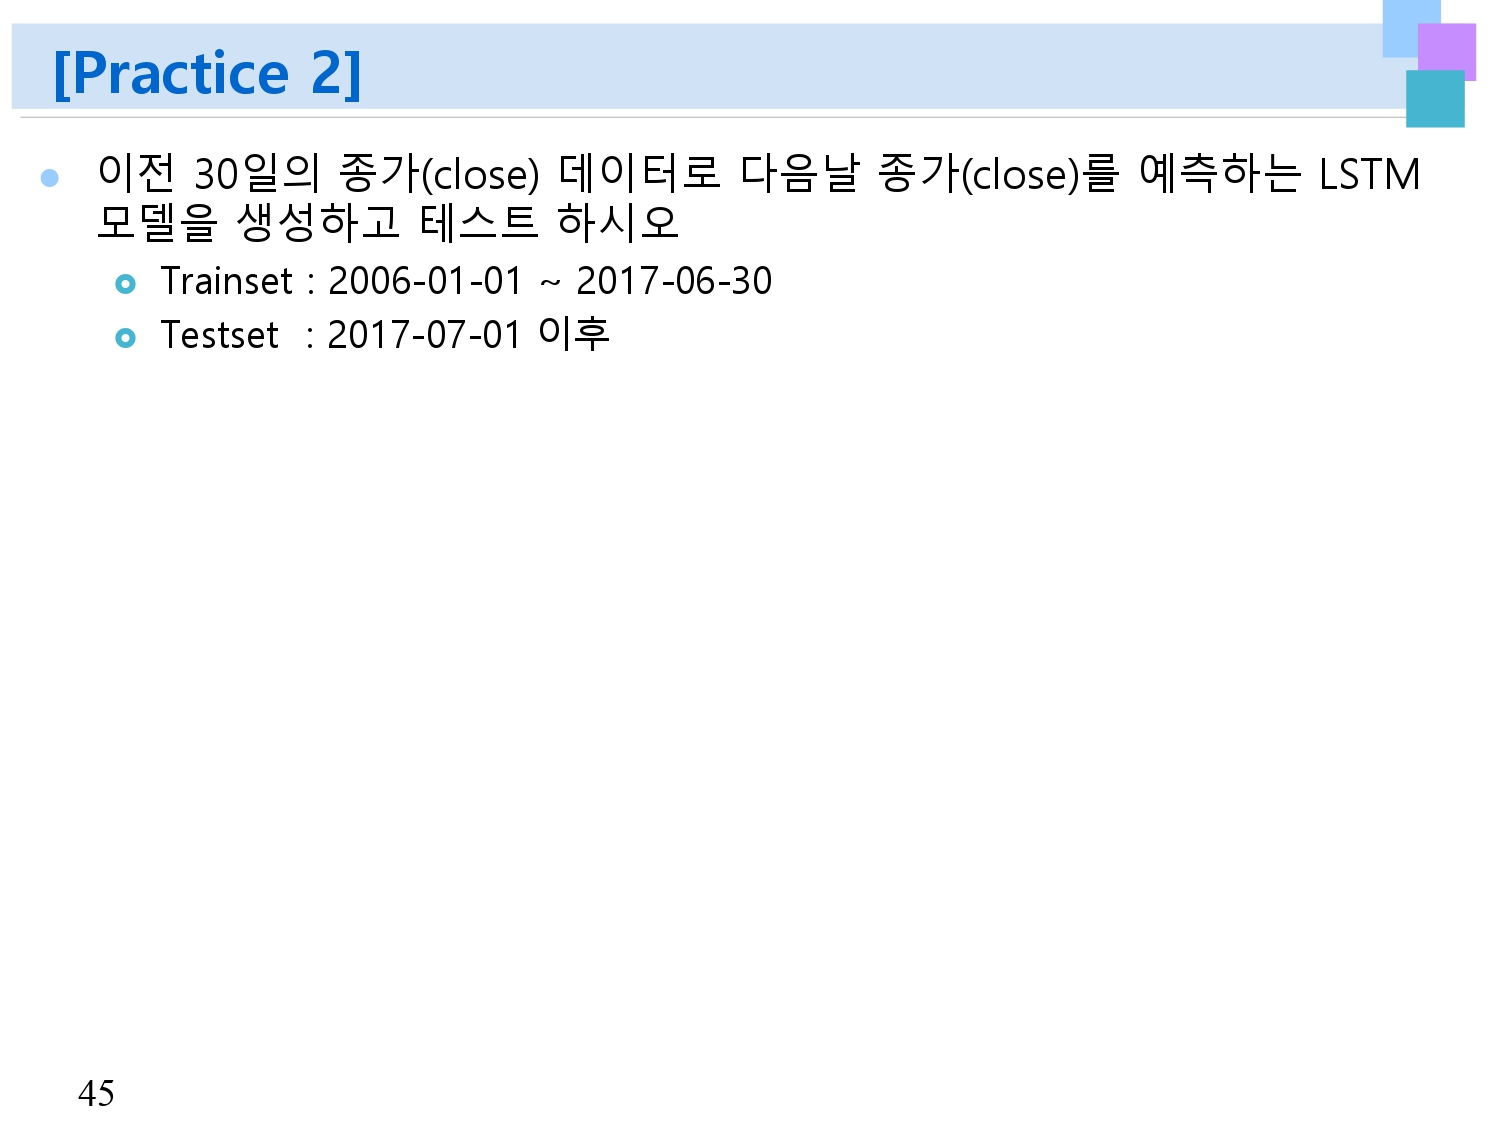 [Practice 2]
이전 30일의 종가(close) 데이터로 다음날 종가(close)를 예측하는 LSTM
모델을 생성하고 테스트 하시오
Trainset : 2006-01-01 ~ 2017-06-30
Testset : 2017-07-01 이후
45